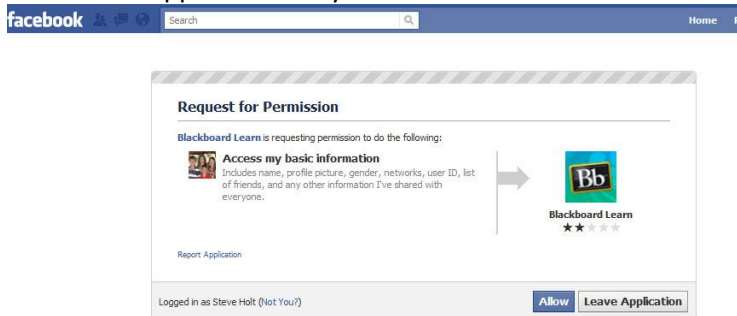 facebook Search Home
Request for Permission
Blackboard Learn is requesting permission to do the following:
Access my basic information
Includes name, profile picture, gender, networks, user ID, list
of friends, and any other information I've shared with
everyone.
Bb
Blackboard Learn
Report Application
Logged in as Steve Holt (Not You?) Allow Leave Application